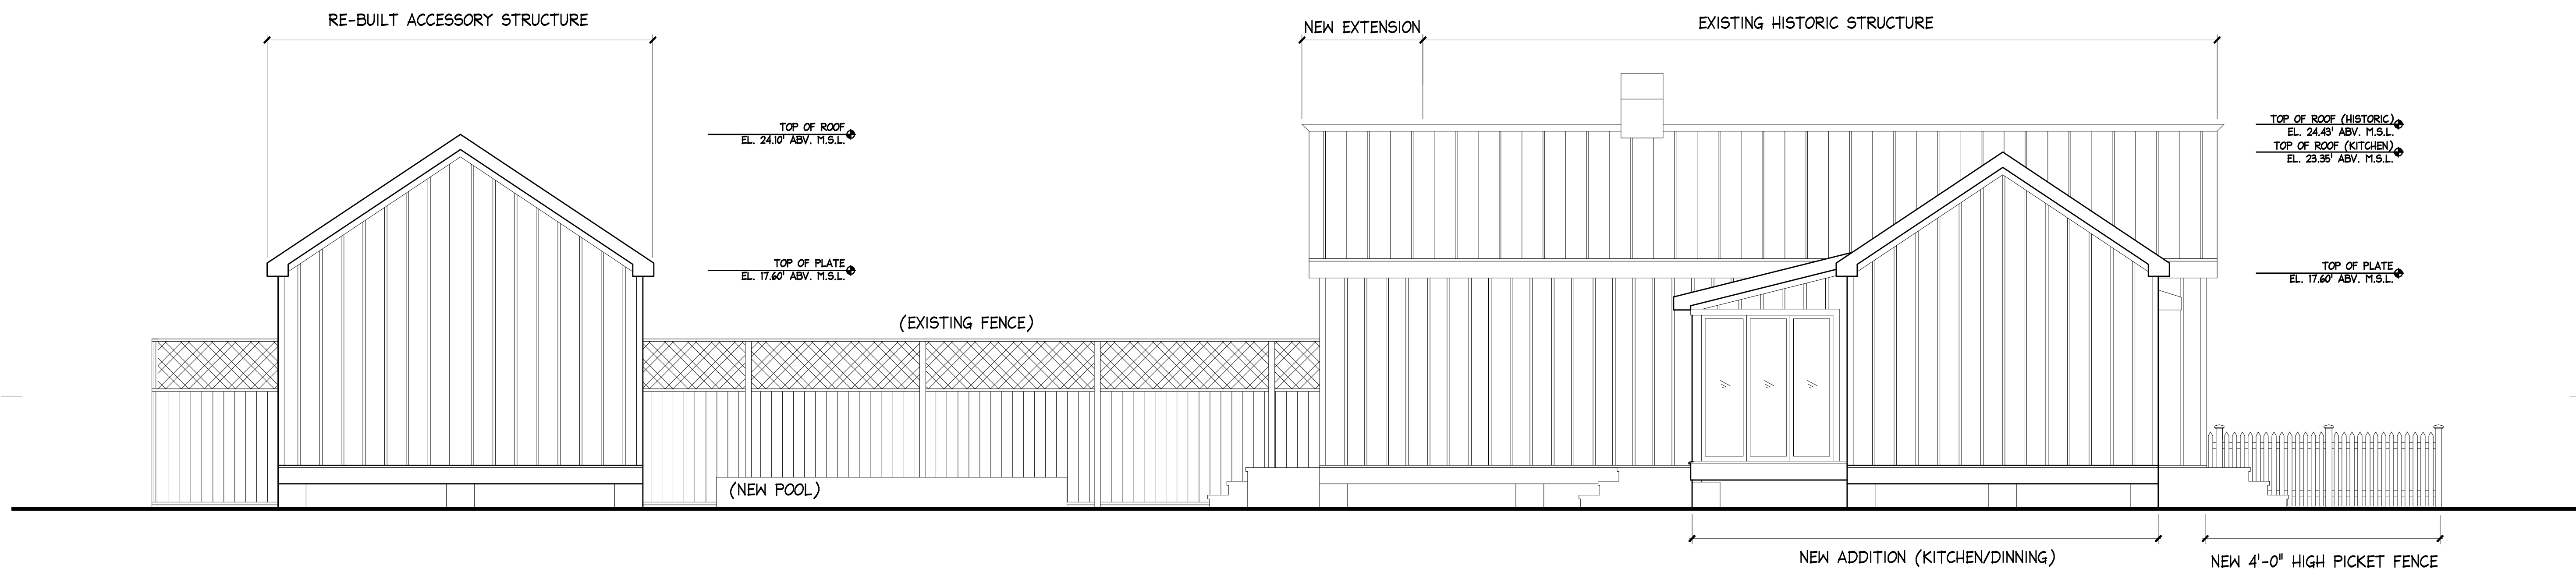 RE-BUILT ACCESSORY STRUCTURE
NEW EXTENSION
EXISTING HISTORIC STRUCTURE
TOP OF ROOF
EL. 24.10' ABV. M.S.L.
TOP OF ROOF (HISTORIC)
EL. 24.43' ABV. M.S.L.
TOP OF ROOF (KITCHEN)
EL. 23.35' ABV. M.S.L.
TOP OF PLATE
EL. 17.60' ABV. M.S.L.
TOP OF PLATE
EL. 17.60' ABV. M.S.L.
(EXISTING FENCE)
(NEW POOL)
NEW ADDITION (KITCHEN/DINNING)
NEW 4'-0" HIGH PICKET FENCE